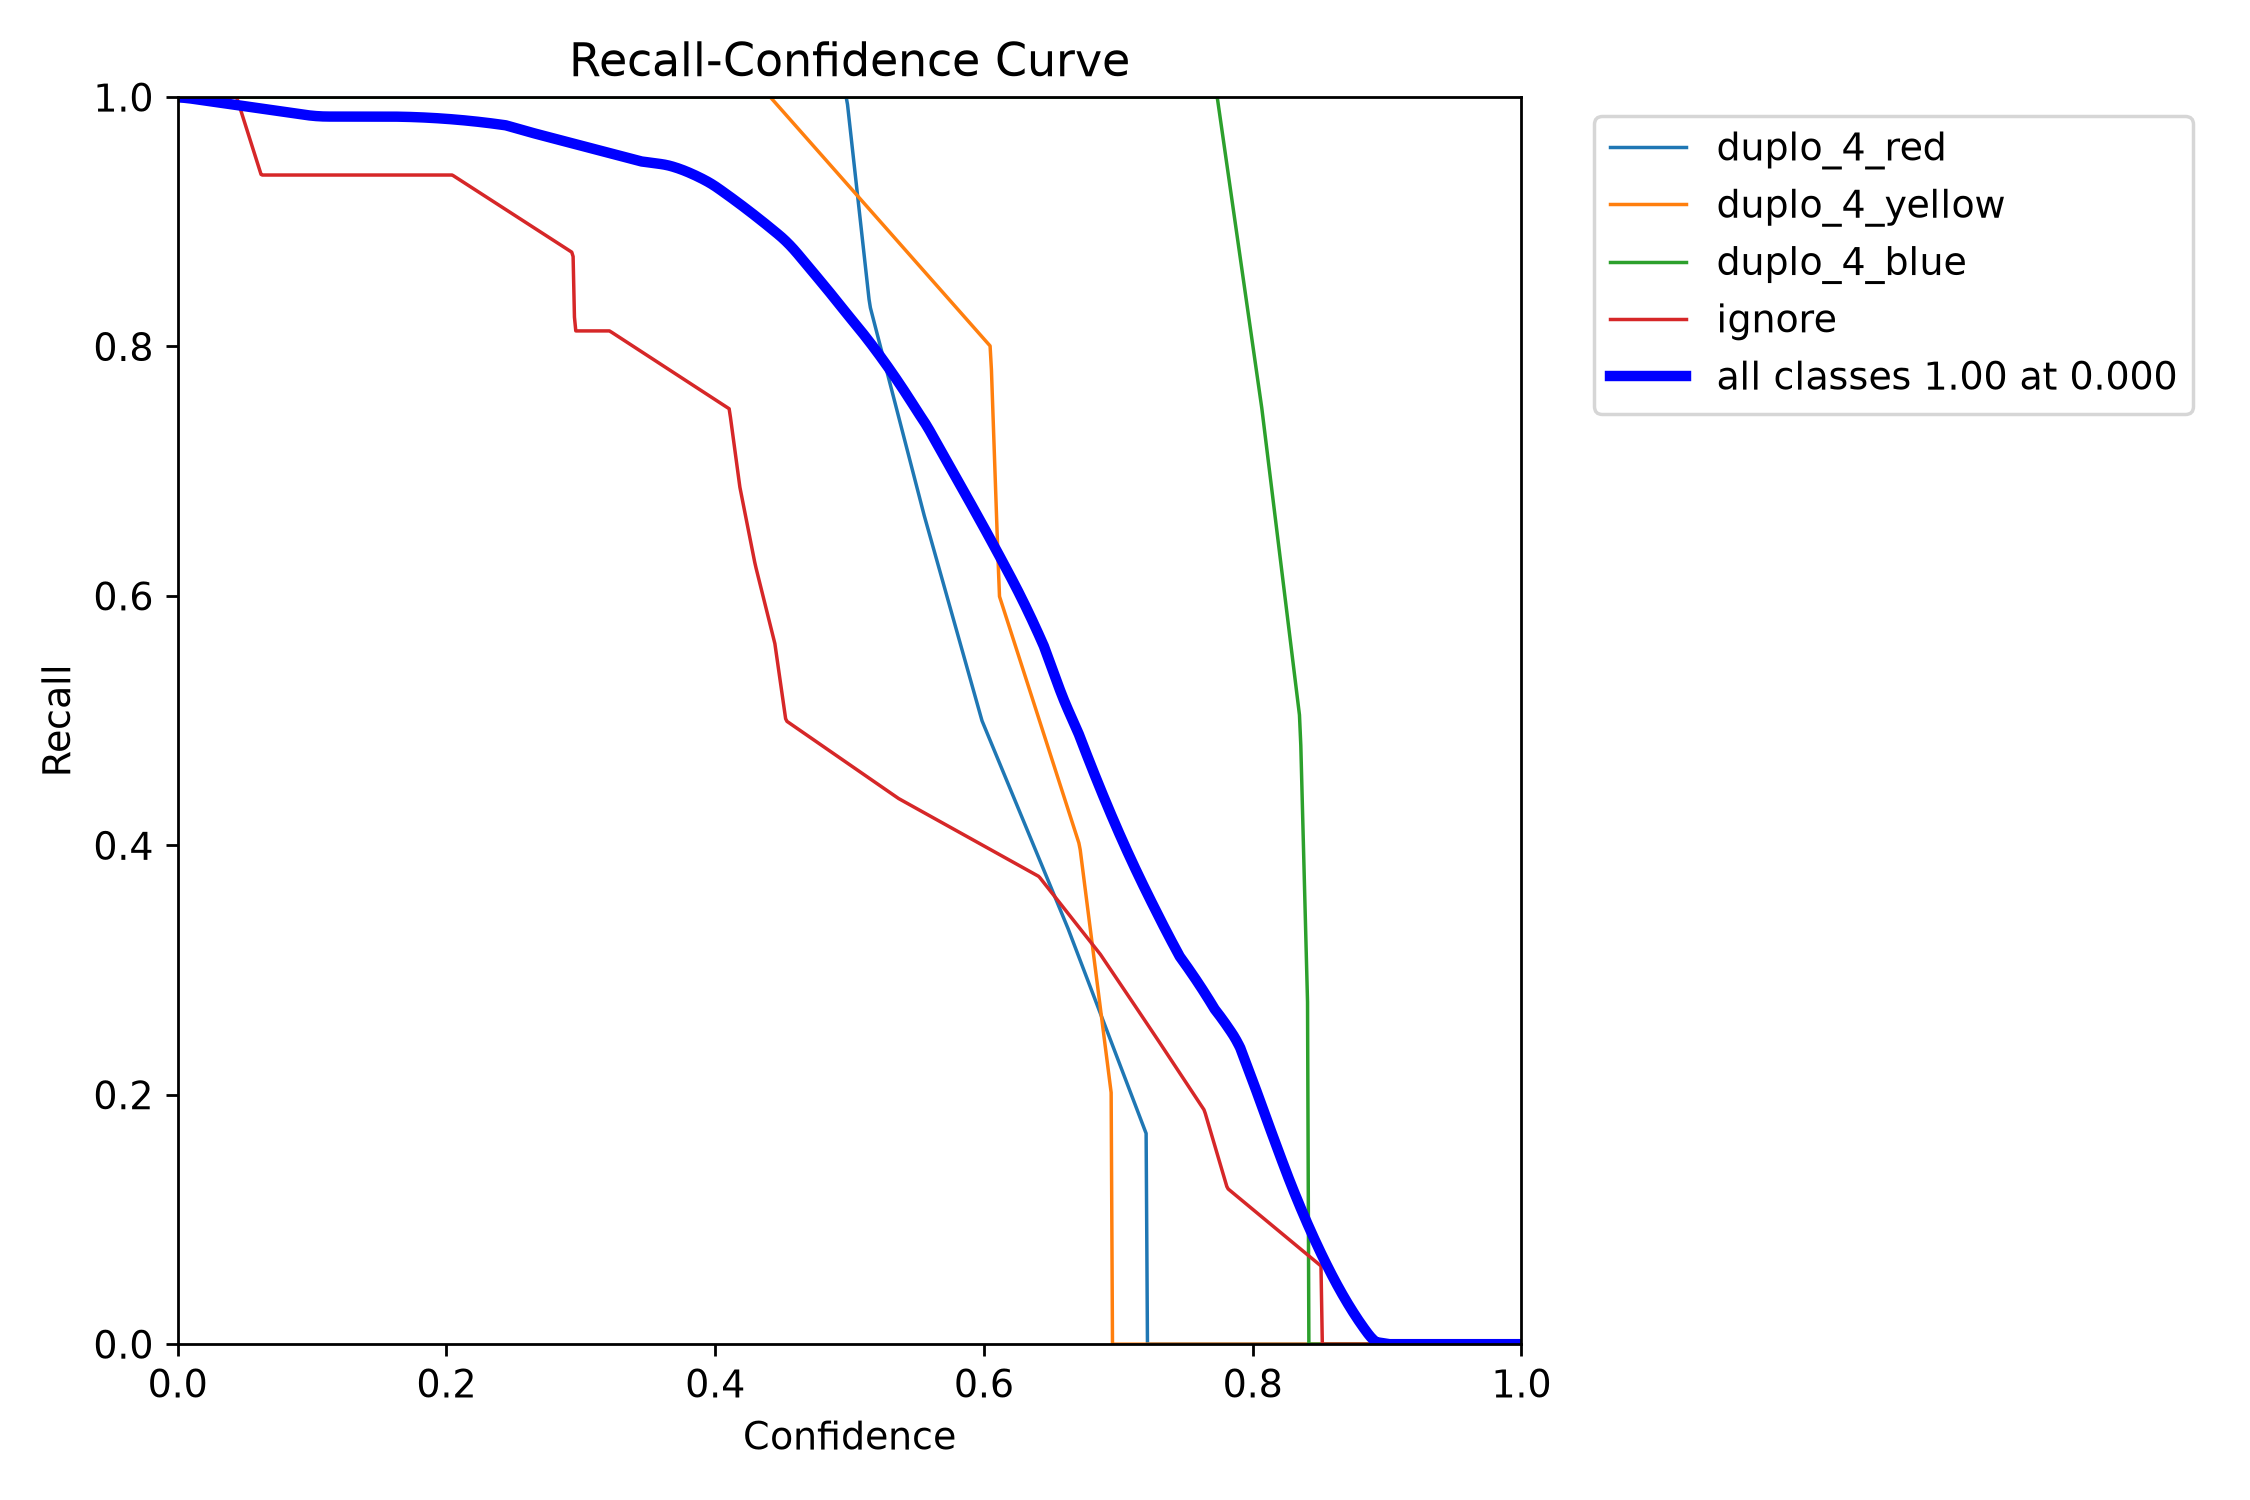 Recall-Confidence Curve
1.0
0.8
0.6
0.4
0.2
0.0
Recall
0.0 0.2 0.4 0.6 0.8 1.0
Confidence
duplo_4_red
duplo_4_yellow
duplo_4_blue
ignore
all classes 1.00 at 0.000